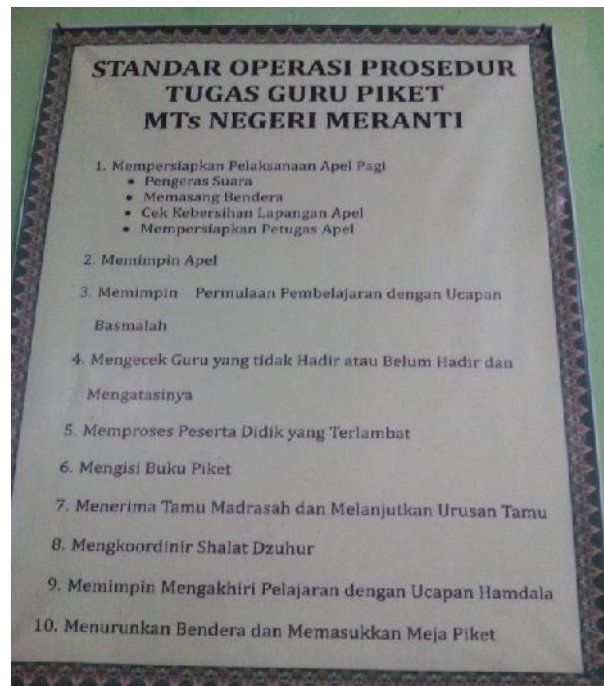 STANDAR OPERASI PROSEDUR
TUGAS GURU PIKET
MTs NEGERI MERANTI
1. Mempersiapkan Pelaksanaan Apel Pagi
• Pengeras Suara
• Memasang Bendera
• Cek Kebersihan Lapangan Apel
• Mempersiapkan Petugas Apel
2. Memimpin Apel
3. Memimpin Permulaan Pembelajaran dengan Ucapan
Basmalah
4. Mengecek Guru yang tidak Hadir atau Belum Hadir dan
Mengatasinya
5. Memproses Peserta Didik yang Terlambat
6. Mengisi Buku Piket
7. Menerima Tamu Madrasah dan Melanjutkan Urusan Tamu
8. Mengkoordinir Shalat Dzuhur
9. Memimpin Mengakhiri Pelajaran dengan Ucapan Hamdala
10. Menurunkan Bendera dan Memasukkan Meja Piket